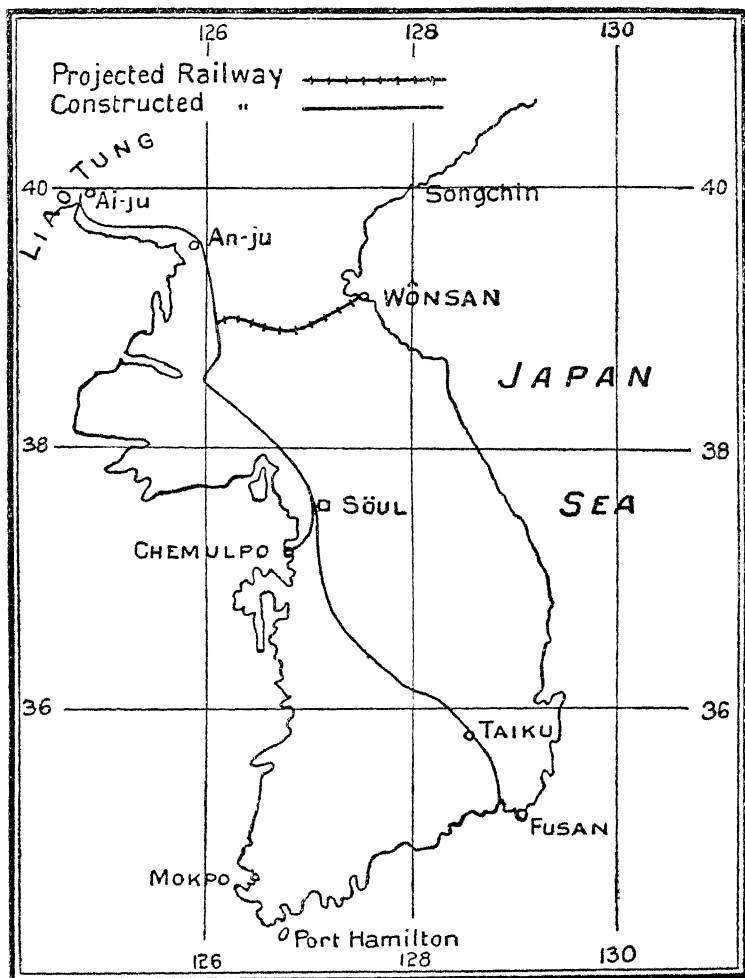 126 128 130
Projected Railway
Constructed "
LIAO TUNG
40 40
Ai-ju
Songchin
An-ju
WÔNSAN
JAPAN
38 38
SEA
SÖUL
CHEMULPO
36 36
TAIKU
FUSAN
MOKPO
Port Hamilton
126 128 130